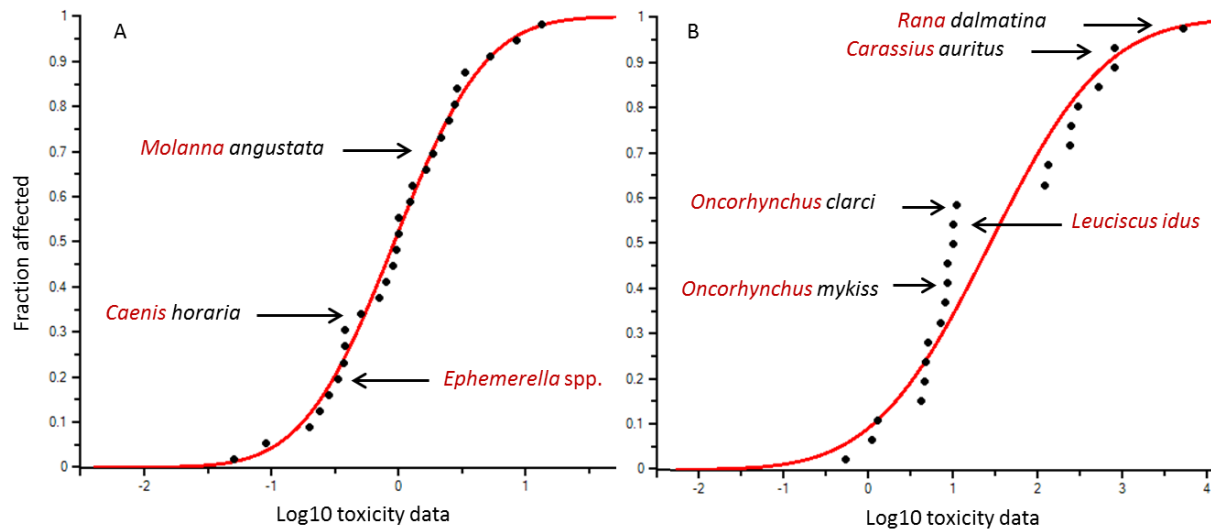 A
1
0.9
0.8
0.7
0.6
0.5
0.4
0.3
0.2
0.1
0
Fraction affected
Molanna angustata
Caenis horaria
Ephemerella spp.
-2
-1
0
1
Log10 toxicity data
B
1
0.9
0.8
0.7
0.6
0.5
0.4
0.3
0.2
0.1
0
Rana dalmatina
Carassius auritus
Oncorhynchus clarci
Leuciscus idus
Oncorhynchus mykiss
-2
-1
0
1
2
3
4
Log10 toxicity data